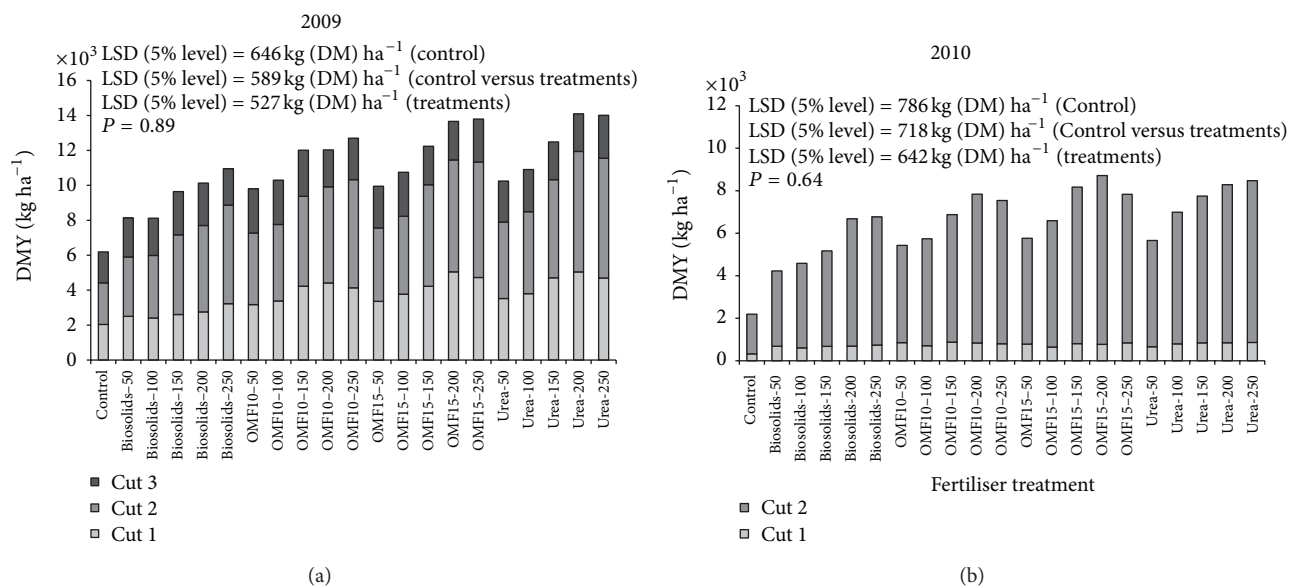 2009
×10³
LSD (5% level) = 646 kg (DM) ha⁻¹ (control)
LSD (5% level) = 589 kg (DM) ha⁻¹ (control versus treatments)
LSD (5% level) = 527 kg (DM) ha⁻¹ (treatments)
P = 0.89
DMY (kg ha⁻¹)
16
14
12
10
8
6
4
2
0
Control
Biosolids-50
Biosolids-100
Biosolids-150
Biosolids-200
Biosolids-250
OMF10-50
OMF10-100
OMF10-150
OMF10-200
OMF10-250
OMF15-50
OMF15-100
OMF15-150
OMF15-200
OMF15-250
Urea-50
Urea-100
Urea-150
Urea-200
Urea-250
Cut 3
Cut 2
Cut 1
(a)
2010
×10³
LSD (5% level) = 786 kg (DM) ha⁻¹ (Control)
LSD (5% level) = 718 kg (DM) ha⁻¹ (Control versus treatments)
LSD (5% level) = 642 kg (DM) ha⁻¹ (treatments)
P = 0.64
DMY (kg ha⁻¹)
12
10
8
6
4
2
0
Control
Biosolids-50
Biosolids-100
Biosolids-150
Biosolids-200
Biosolids-250
OMF10-50
OMF10-100
OMF10-150
OMF10-200
OMF10-250
OMF15-50
OMF15-100
OMF15-150
OMF15-200
OMF15-250
Urea-50
Urea-100
Urea-150
Urea-200
Urea-250
Fertiliser treatment
Cut 2
Cut 1
(b)